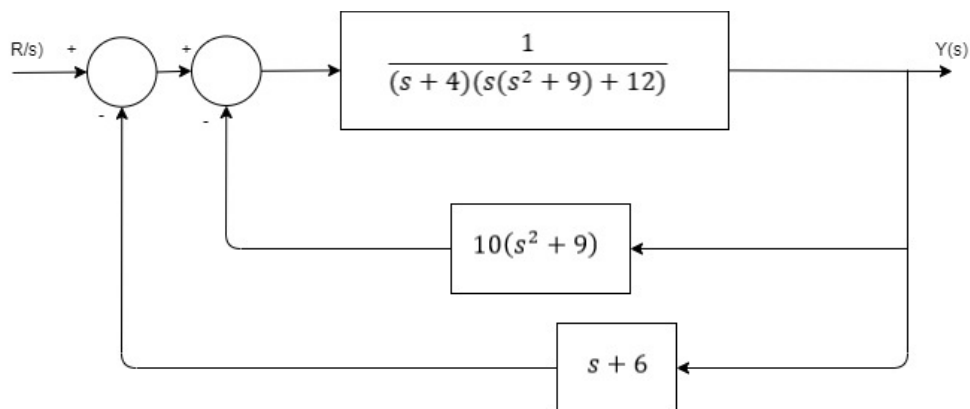 R/s) + + 1 Y(s)
(s + 4)(s(s² + 9) + 12)
- -
10(s² + 9)
s + 6